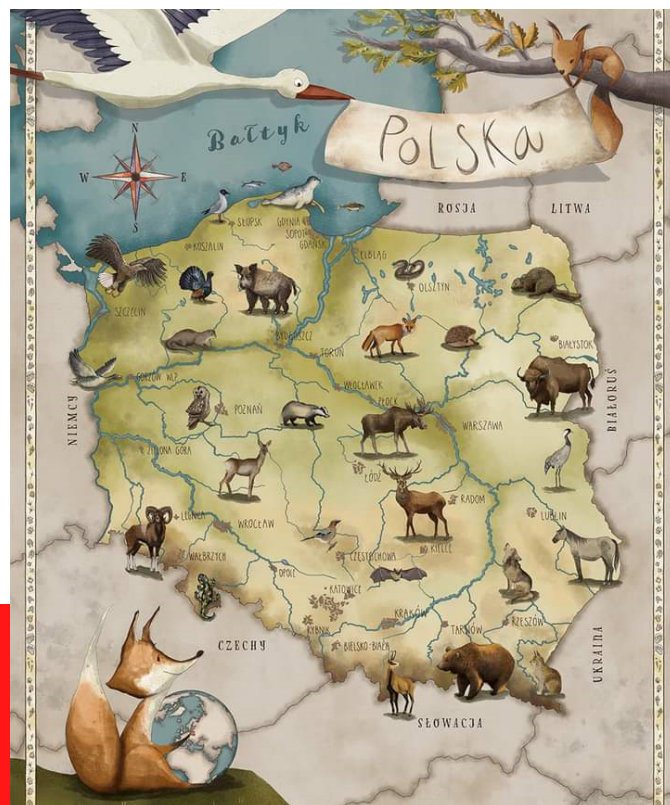 POLSKA
Bałtyk
N
W
E
S
ROSJA
LITWA
SŁUPSK
GDYNIA
SOPOT
GDAŃSK
KOSZALIN
ELBLĄG
OLSZTYN
SZCZECIN
BYDGOSZCZ
TORUŃ
BIAŁYSTOK
GORZÓW WLP.
WŁOCŁAWEK
PŁOCK
NIEMCY
BIAŁORUŚ
POZNAŃ
WARSZAWA
ZIELONA GÓRA
ŁÓDŹ
RADOM
LEGNICA
WROCŁAW
LUBLIN
WAŁBRZYCH
CZĘSTOCHOWA
KIELCE
OPOLE
KATOWICE
KRAKÓW
RYBNIK
TARNÓW
RZESZÓW
CZECHY
BIELSKO-BIAŁA
UKRAINA
SŁOWACJA